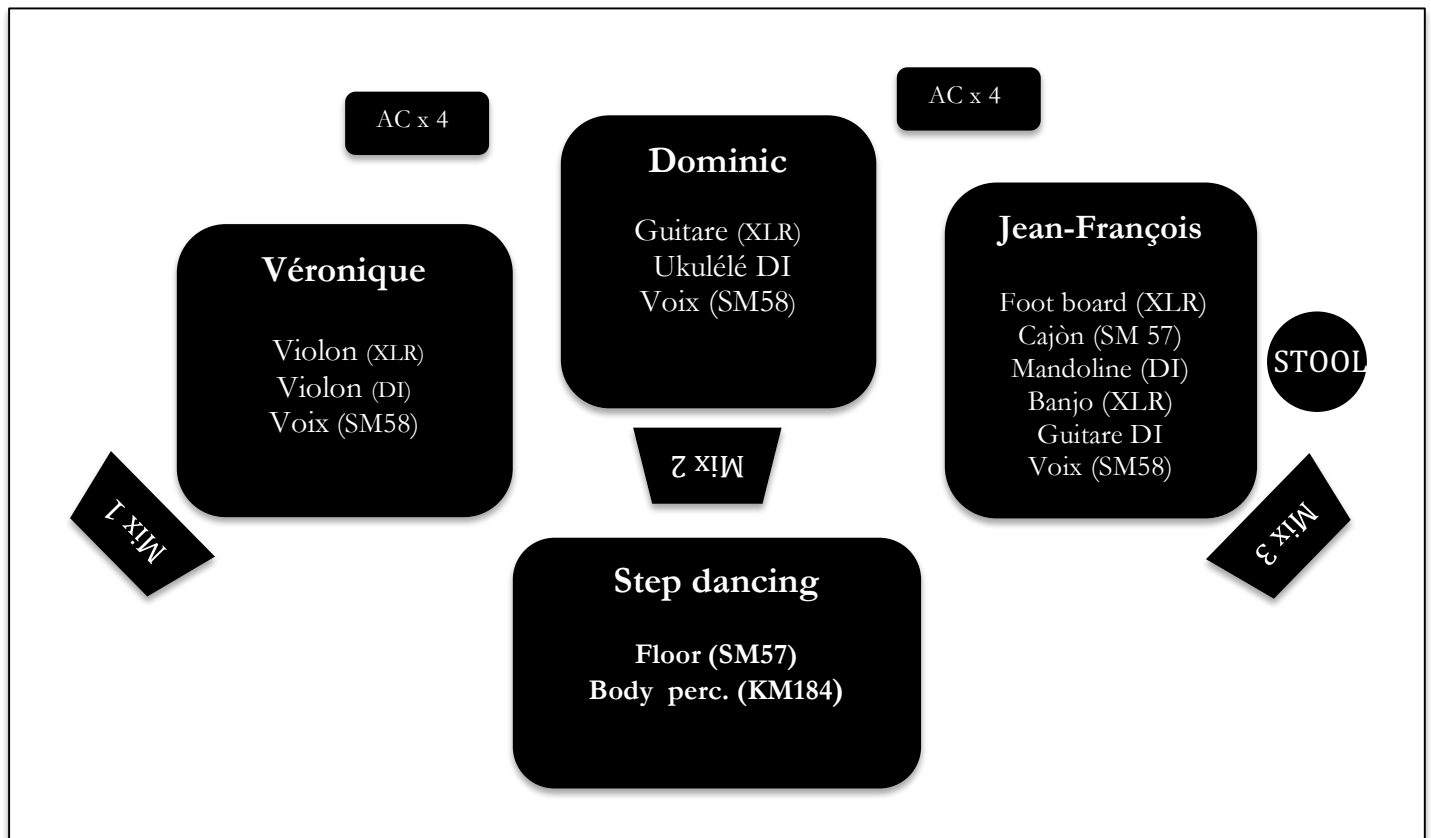 AC x 4
AC x 4
Dominic
Guitare (XLR)
Ukulélé DI
Voix (SM58)
Véronique
Violon (XLR)
Violon (DI)
Voix (SM58)
Jean-François
Foot board (XLR)
Cajòn (SM 57)
Mandoline (DI)
Banjo (XLR)
Guitare DI
Voix (SM58)
STOOL
Mix 1
Mix 2
Mix 3
Step dancing
Floor (SM57)
Body perc. (KM184)